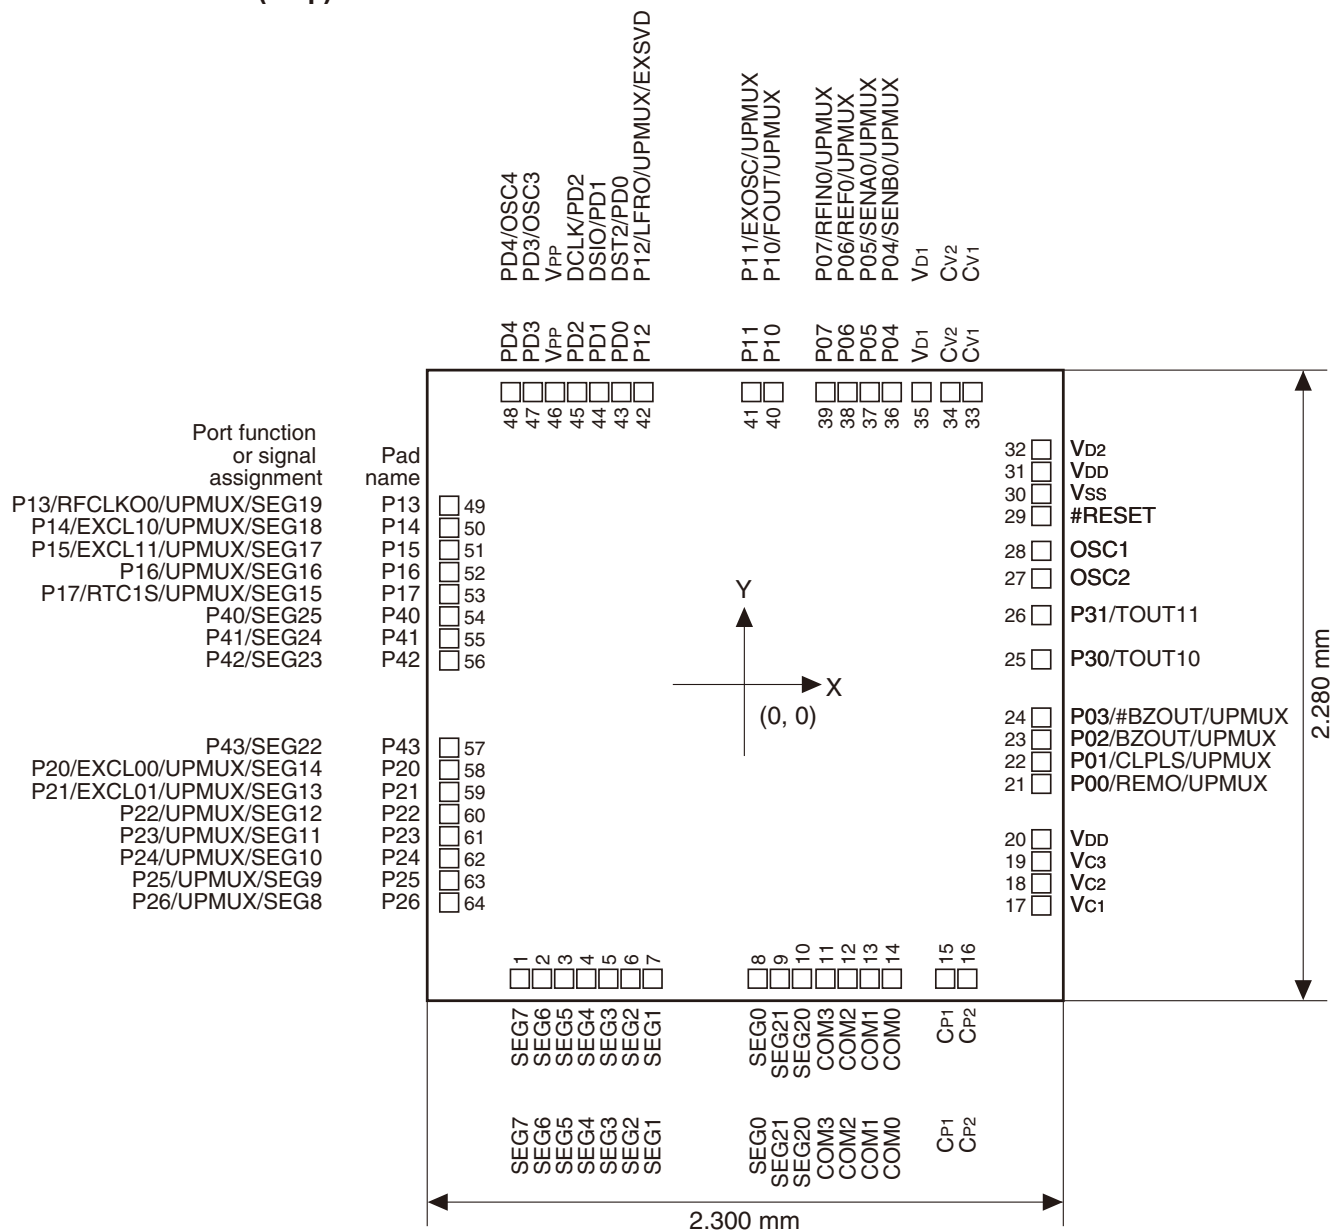 PD4/OSC4
PD3/OSC3
VPP
DCLK/PD2
DSIO/PD1
DST2/PD0
P12/LFRO/UPMUX/EXSVD
P11/EXOSC/UPMUX
P10/FOUT/UPMUX
P07/RFIN0/UPMUX
P06/REF0/UPMUX
P05/SENA0/UPMUX
P04/SENB0/UPMUX
VD1
CV2
CV1
PD4
PD3
VPP
PD2
PD1
PD0
P12
P11
P10
P07
P06
P05
P04
VD1
CV2
CV1
48
47
46
45
44
43
42
41
40
39
38
37
36
35
34
33
Port function
or signal
assignment
Pad
name
P13/RFCLKO0/UPMUX/SEG19 P13 49
P14/EXCL10/UPMUX/SEG18 P14 50
P15/EXCL11/UPMUX/SEG17 P15 51
P16/UPMUX/SEG16 P16 52
P17/RTC1S/UPMUX/SEG15 P17 53
P40/SEG25 P40 54
P41/SEG24 P41 55
P42/SEG23 P42 56
P43/SEG22 P43 57
P20/EXCL00/UPMUX/SEG14 P20 58
P21/EXCL01/UPMUX/SEG13 P21 59
P22/UPMUX/SEG12 P22 60
P23/UPMUX/SEG11 P23 61
P24/UPMUX/SEG10 P24 62
P25/UPMUX/SEG9 P25 63
P26/UPMUX/SEG8 P26 64
Y
X
(0, 0)
32 VD2
31 VDD
30 VSS
29 #RESET
28 OSC1
27 OSC2
26 P31/TOUT11
25 P30/TOUT10
24 P03/#BZOUT/UPMUX
23 P02/BZOUT/UPMUX
22 P01/CLPLS/UPMUX
21 P00/REMO/UPMUX
20 VDD
19 VC3
18 VC2
17 VC1
2.280 mm
1
2
3
4
5
6
7
8
9
10
11
12
13
14
15
16
SEG7
SEG6
SEG5
SEG4
SEG3
SEG2
SEG1
SEG0
SEG21
SEG20
COM3
COM2
COM1
COM0
CP1
CP2
SEG7
SEG6
SEG5
SEG4
SEG3
SEG2
SEG1
SEG0
SEG21
SEG20
COM3
COM2
COM1
COM0
CP1
CP2
2.300 mm